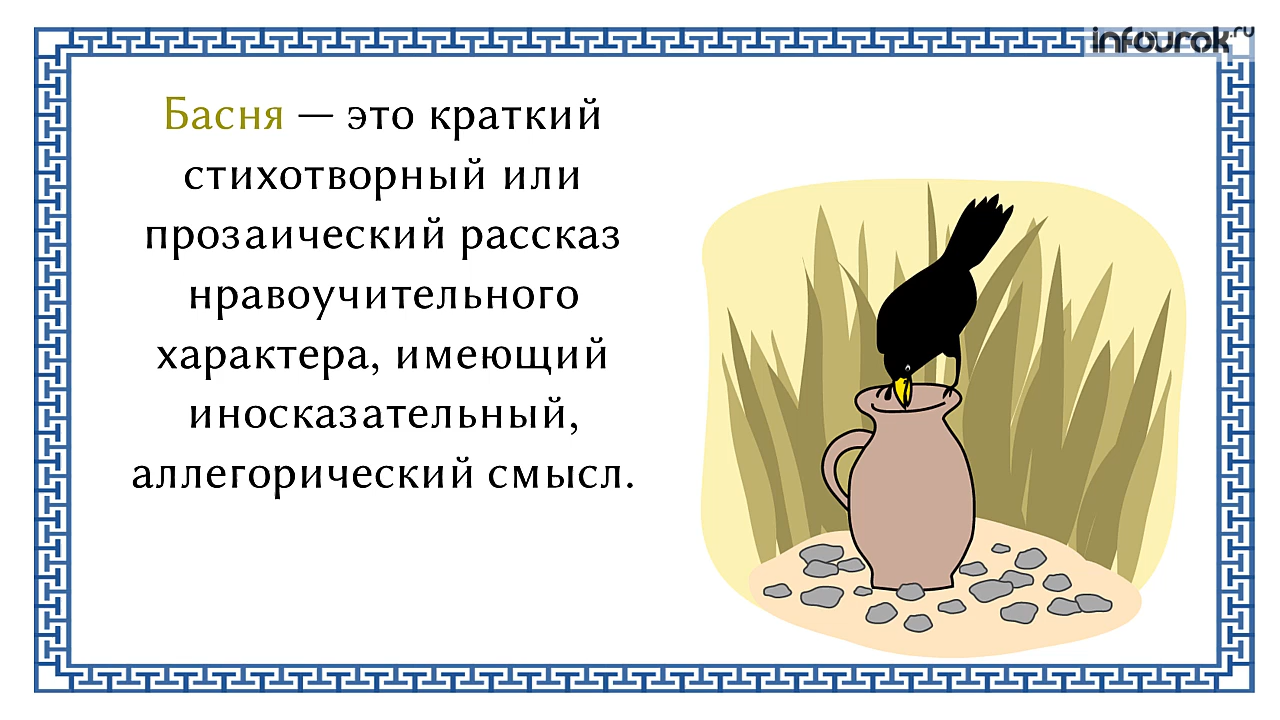 infourok.ru
Басня — это краткий
стихотворный или
прозаический рассказ
нравоучительного
характера, имеющий
иносказательный,
аллегорический смысл.